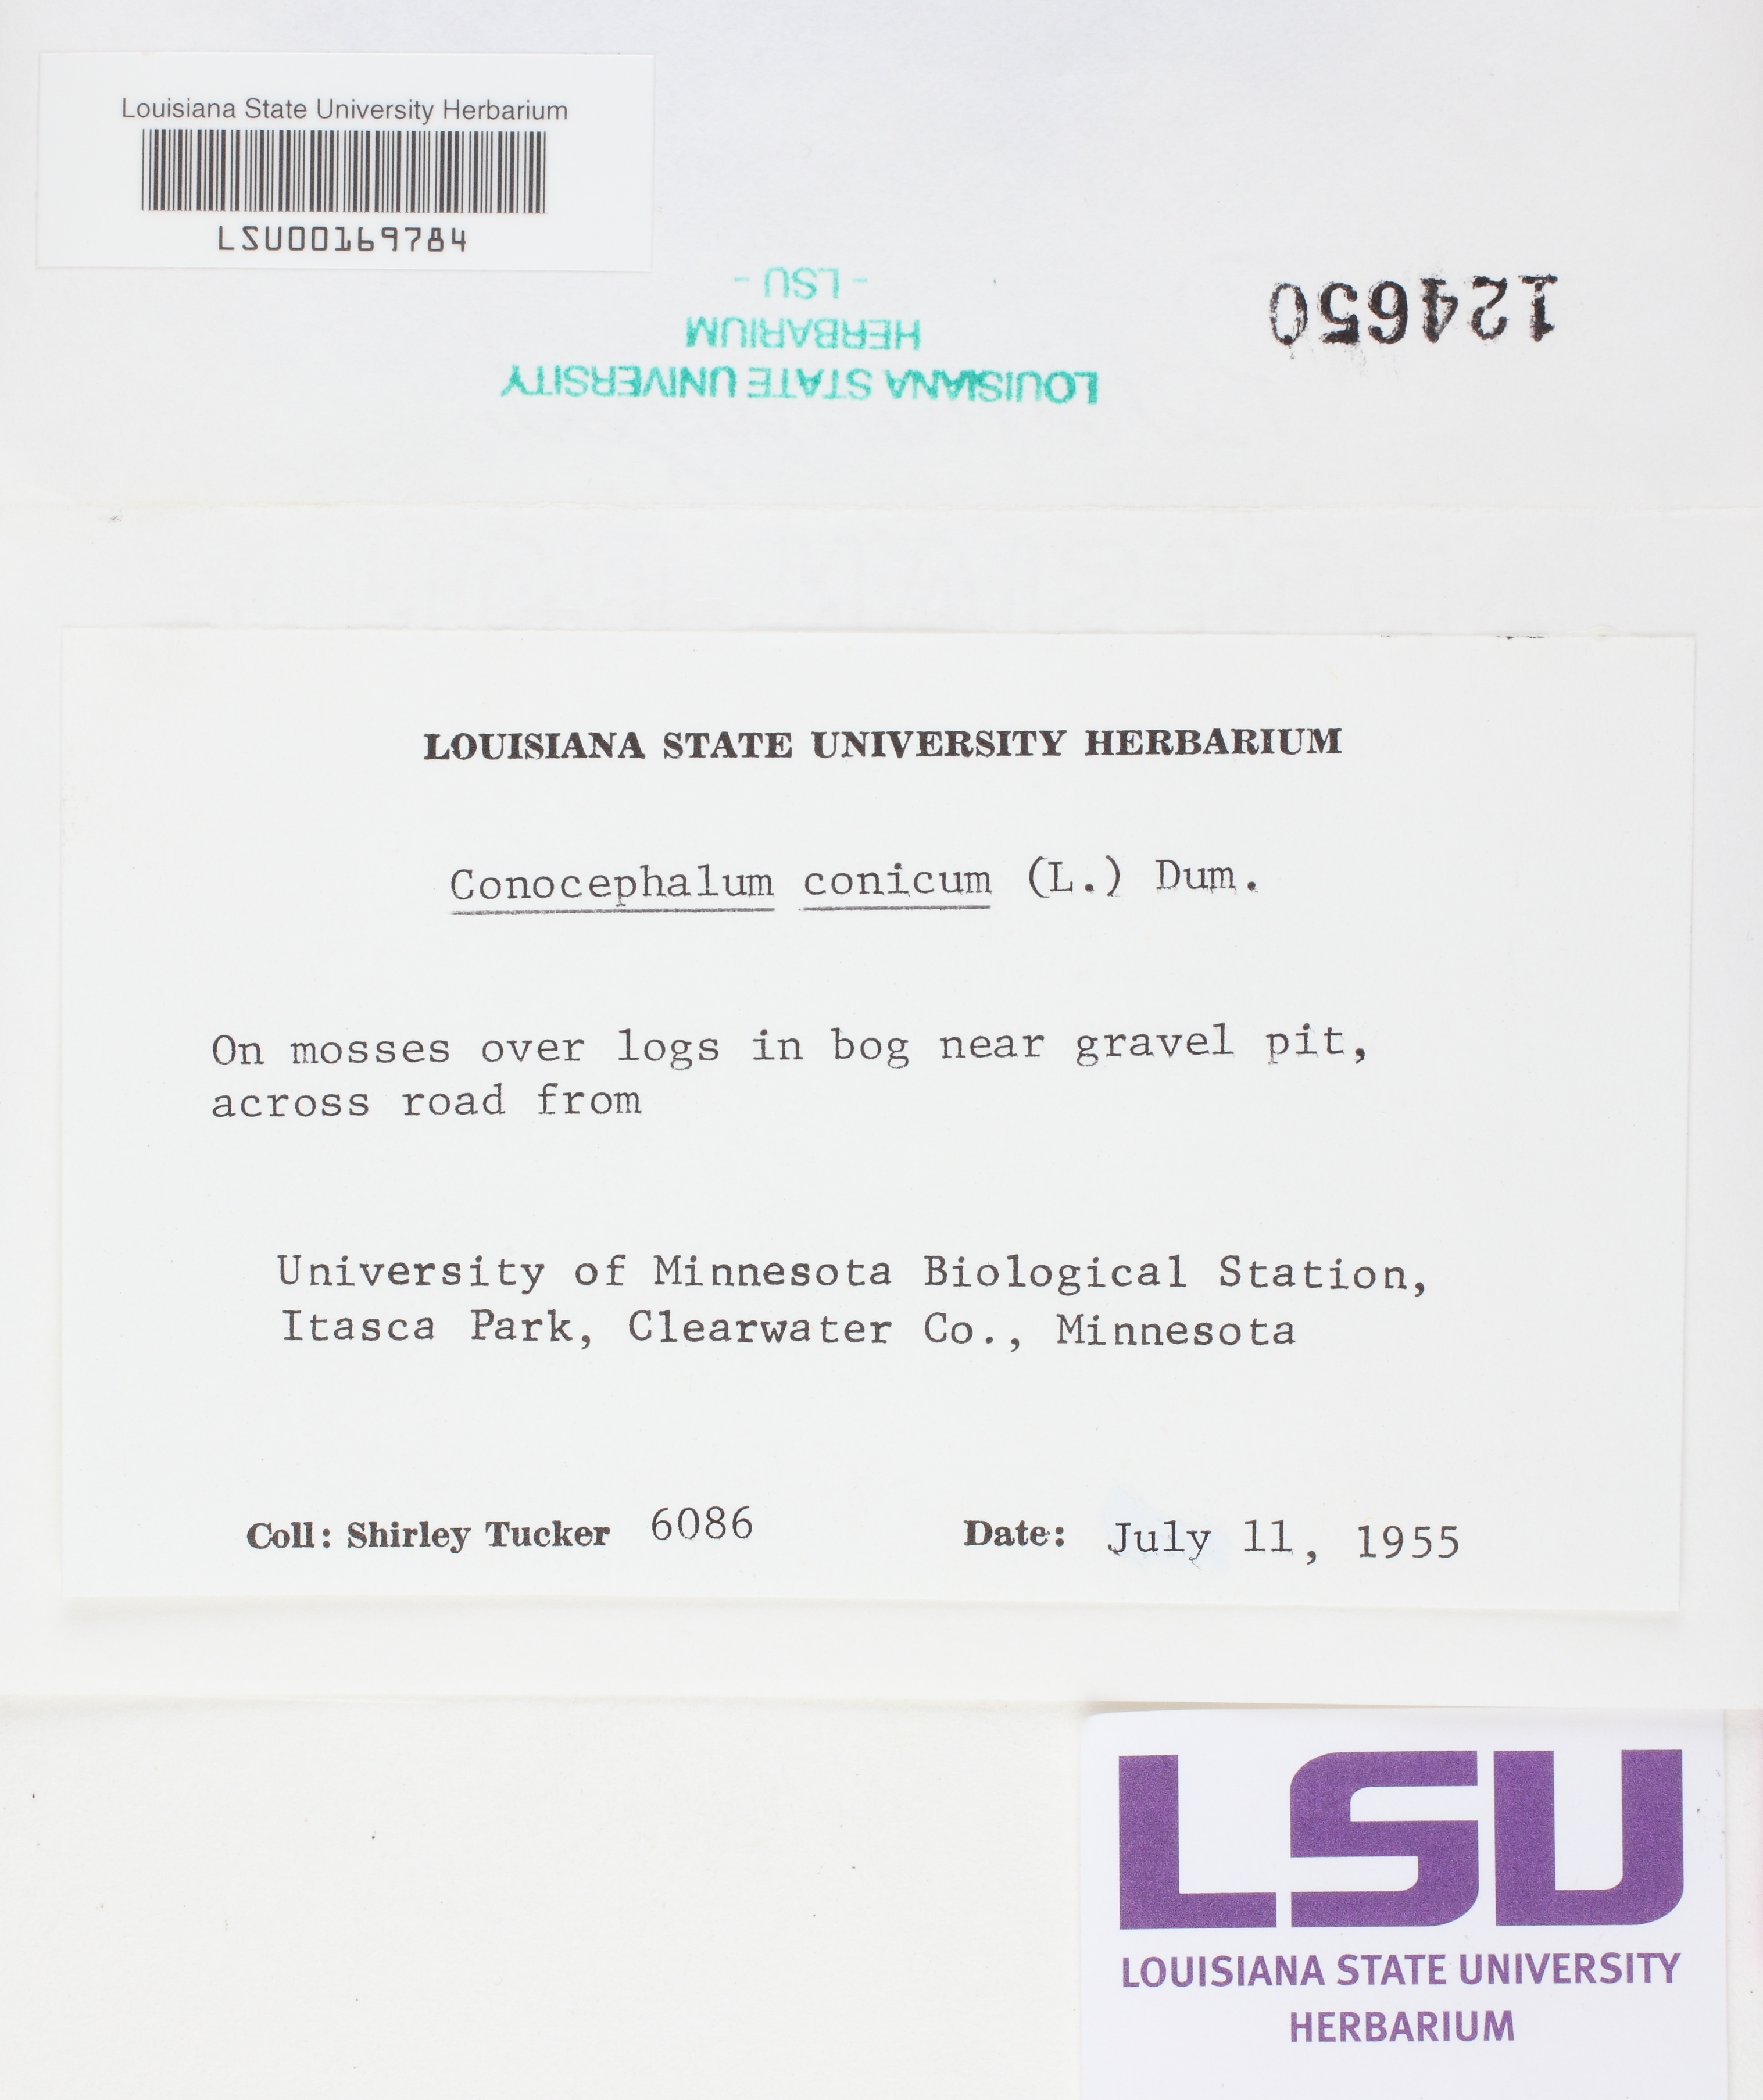 Louisiana State University Herbarium
LSU00169784
124650
LOUISIANA STATE UNIVERSITY
HERBARIUM
- LSU -
LOUISIANA STATE UNIVERSITY HERBARIUM
Conocephalum conicum (L.) Dum.
On mosses over logs in bog near gravel pit,
across road from
University of Minnesota Biological Station,
Itasca Park, Clearwater Co., Minnesota
Coll: Shirley Tucker 6086 Date: July 11, 1955
LSU
LOUISIANA STATE UNIVERSITY
HERBARIUM